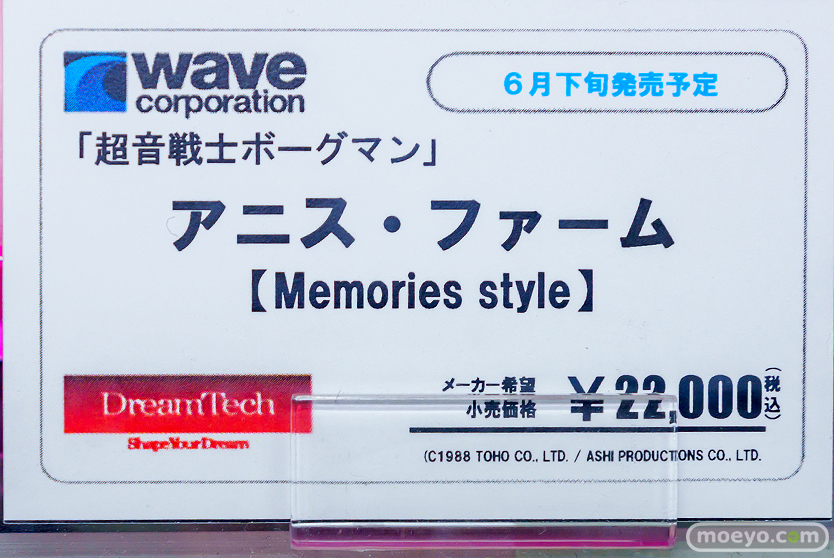 wave
corporation
6月下旬発売予定
「超音戦士ボーグマン」
アニス・ファーム
【Memories style】
DreamTech
Shape Your Dream
メーカー希望
小売価格
¥22,000(税込)
(C1988 TOHO CO., LTD. / ASHI PRODUCTIONS CO., LTD.
moeyo.com